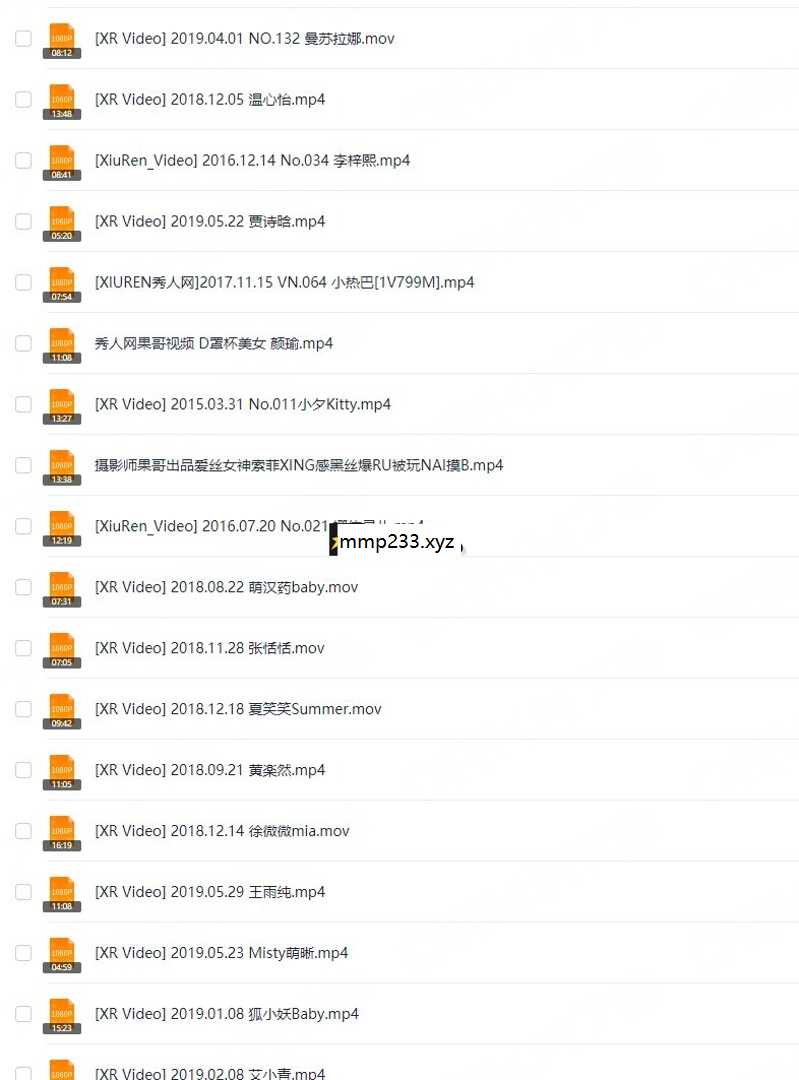 [XR Video] 2019.04.01 NO.132 曼苏拉娜.mov
1080P
08:12
[XR Video] 2018.12.05 温心怡.mp4
1080P
13:48
[XiuRen_Video] 2016.12.14 No.034 李梓熙.mp4
1080P
08:41
[XR Video] 2019.05.22 贾诗晗.mp4
1080P
05:20
[XIUREN秀人网]2017.11.15 VN.064 小热巴[1V799M].mp4
1080P
07:54
秀人网果哥视频 D罩杯美女 颜瑜.mp4
1080P
11:08
[XR Video] 2015.03.31 No.011小夕Kitty.mp4
1080P
13:27
摄影师果哥出品爱丝女神索菲XING感黑丝爆RU被玩NAI摸B.mp4
1080P
13:38
[XiuRen_Video] 2016.07.20 No.021
1080P
12:19
mmp233.xyz
[XR Video] 2018.08.22 萌汉药baby.mov
1080P
07:31
[XR Video] 2018.11.28 张恬恬.mov
1080P
07:05
[XR Video] 2018.12.18 夏笑笑Summer.mov
1080P
09:42
[XR Video] 2018.09.21 黄楽然.mp4
1080P
11:05
[XR Video] 2018.12.14 徐微微mia.mov
1080P
16:19
[XR Video] 2019.05.29 王雨纯.mp4
1080P
11:08
[XR Video] 2019.05.23 Misty萌晰.mp4
1080P
04:59
[XR Video] 2019.01.08 狐小妖Baby.mp4
1080P
15:23
[XR Video] 2019.02.08 艾小青.mp4
1080P